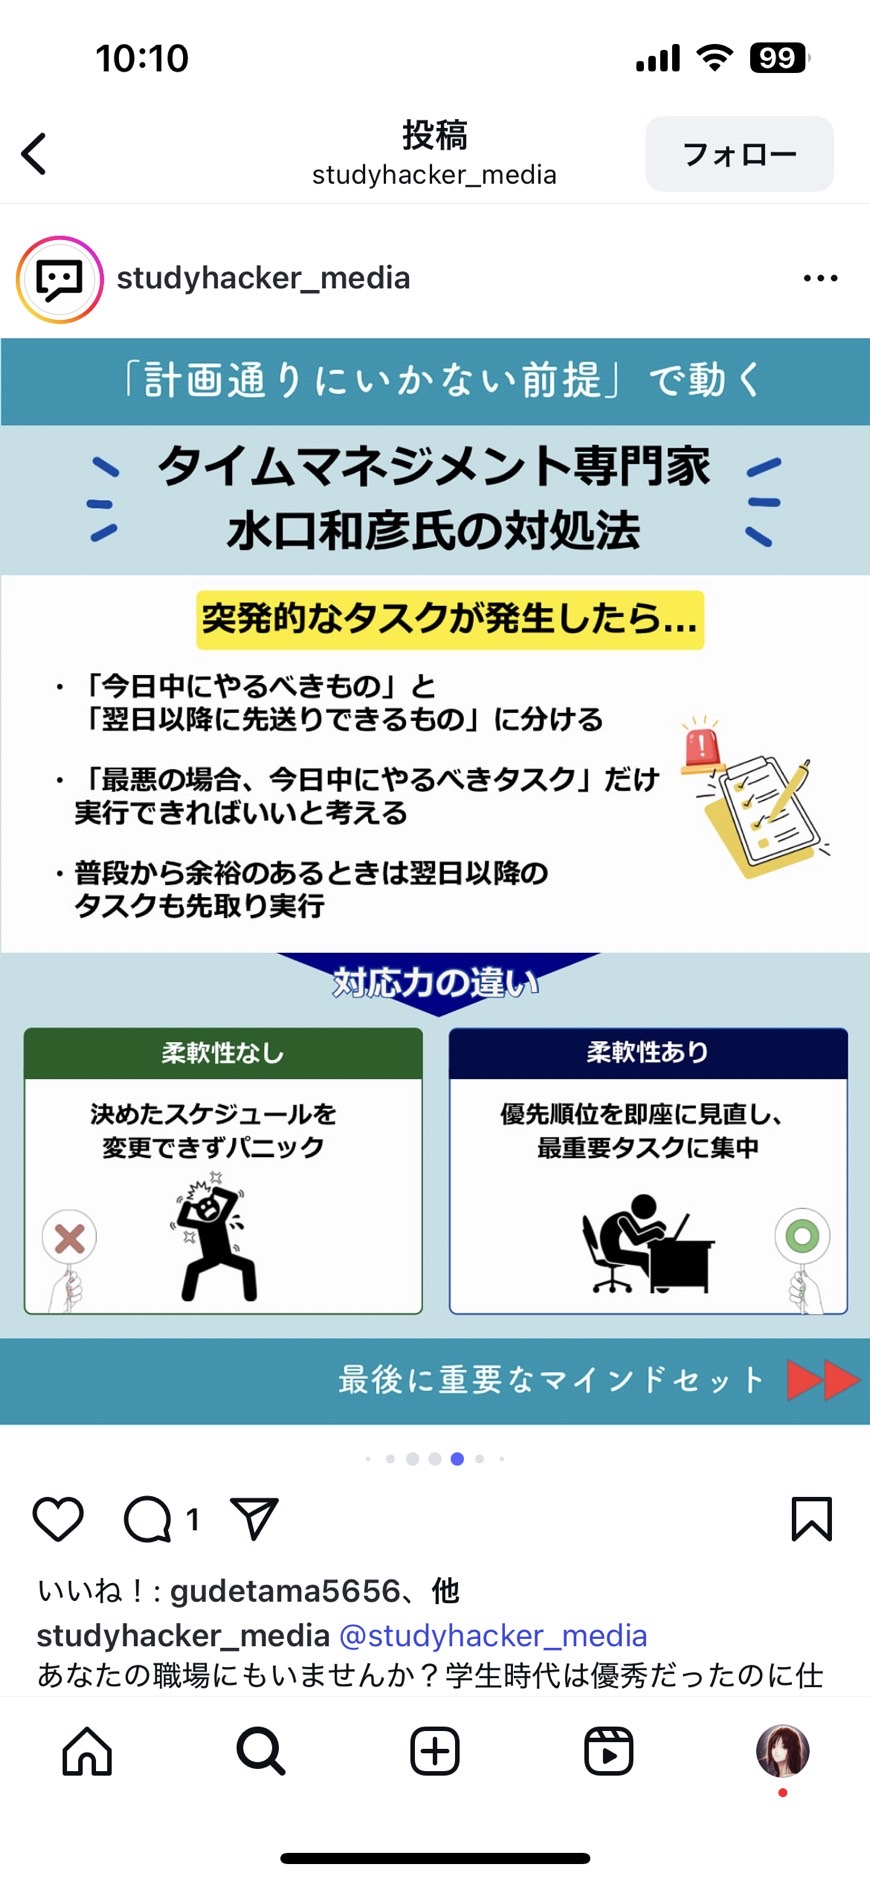 10:10
99
投稿
studyhacker_media
フォロー
studyhacker_media
「計画通りにいかない前提」で動く
タイムマネジメント専門家
水口和彦氏の対処法
突発的なタスクが発生したら...
・「今日中にやるべきもの」と
「翌日以降に先送りできるもの」に分ける
・「最悪の場合、今日中にやるべきタスク」だけ
実行できればいいと考える
・普段から余裕のあるときは翌日以降の
タスクも先取り実行
対応力の違い
柔軟性なし
決めたスケジュールを
変更できずパニック
柔軟性あり
優先順位を即座に見直し、
最重要タスクに集中
最後に重要なマインドセット
1
いいね！: gudetama5656、他
studyhacker_media @studyhacker_media
あなたの職場にもいませんか？学生時代は優秀だったのに仕